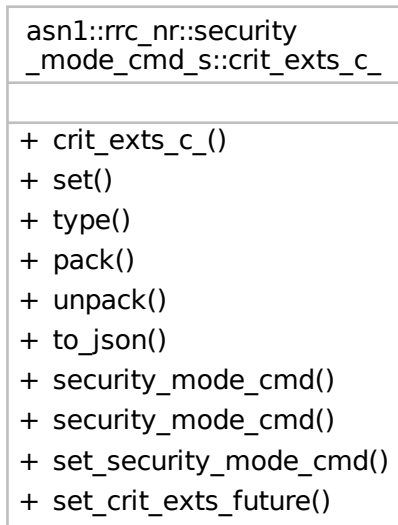 asn1::rrc_nr::security
_mode_cmd_s::crit_exts_c_
+ crit_exts_c_()
+ set()
+ type()
+ pack()
+ unpack()
+ to_json()
+ security_mode_cmd()
+ security_mode_cmd()
+ set_security_mode_cmd()
+ set_crit_exts_future()